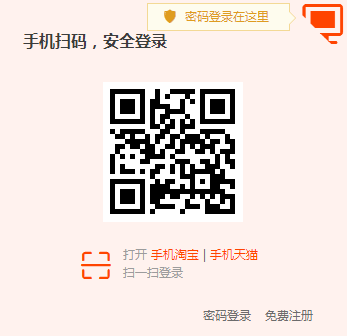 密码登录在这里
手机扫码，安全登录
打开 手机淘宝 | 手机天猫
扫一扫登录
密码登录 免费注册